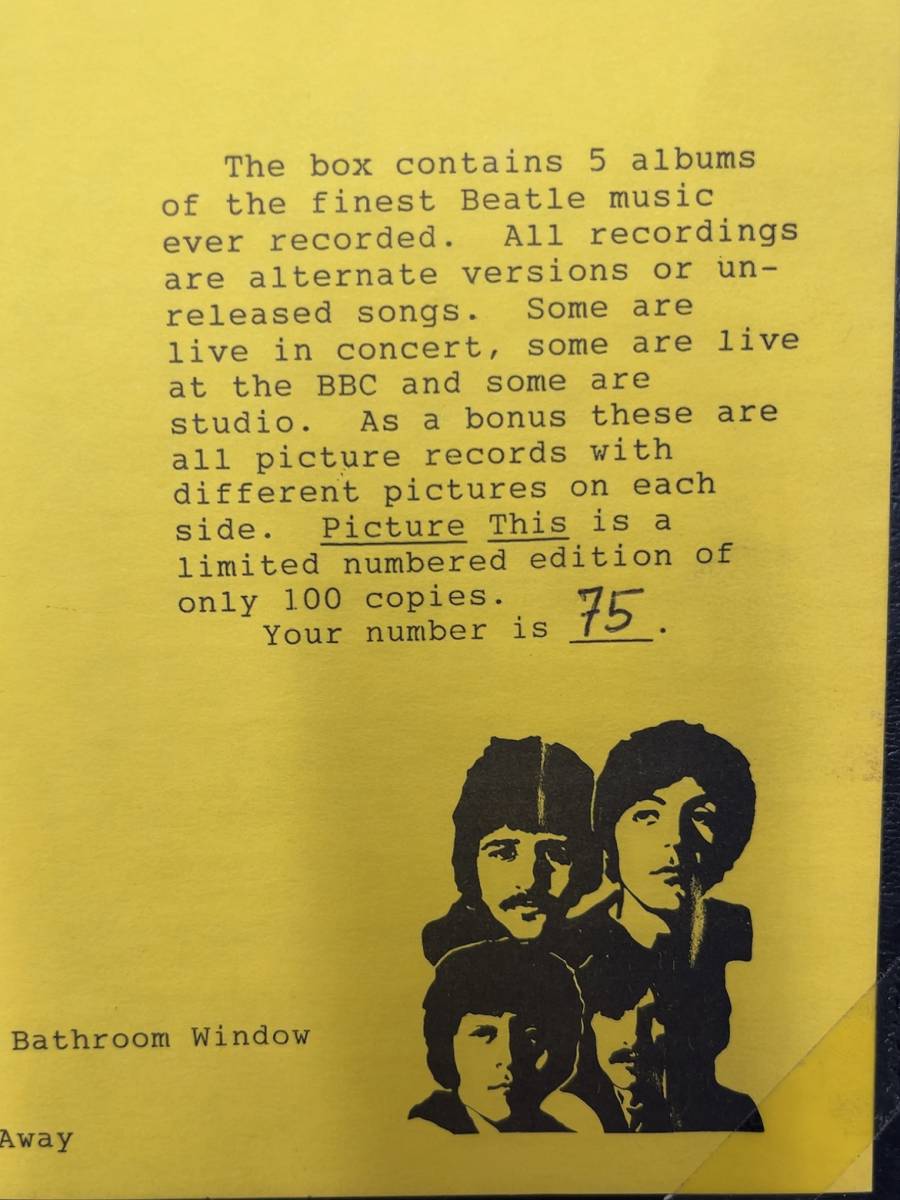 The box contains 5 albums
of the finest Beatle music
ever recorded. All recordings
are alternate versions or un-
released songs. Some are
live in concert, some are live
at the BBC and some are
studio. As a bonus these are
all picture records with
different pictures on each
side. Picture This is a
limited numbered edition of
only 100 copies.
Your number is 75.
Bathroom Window
Away